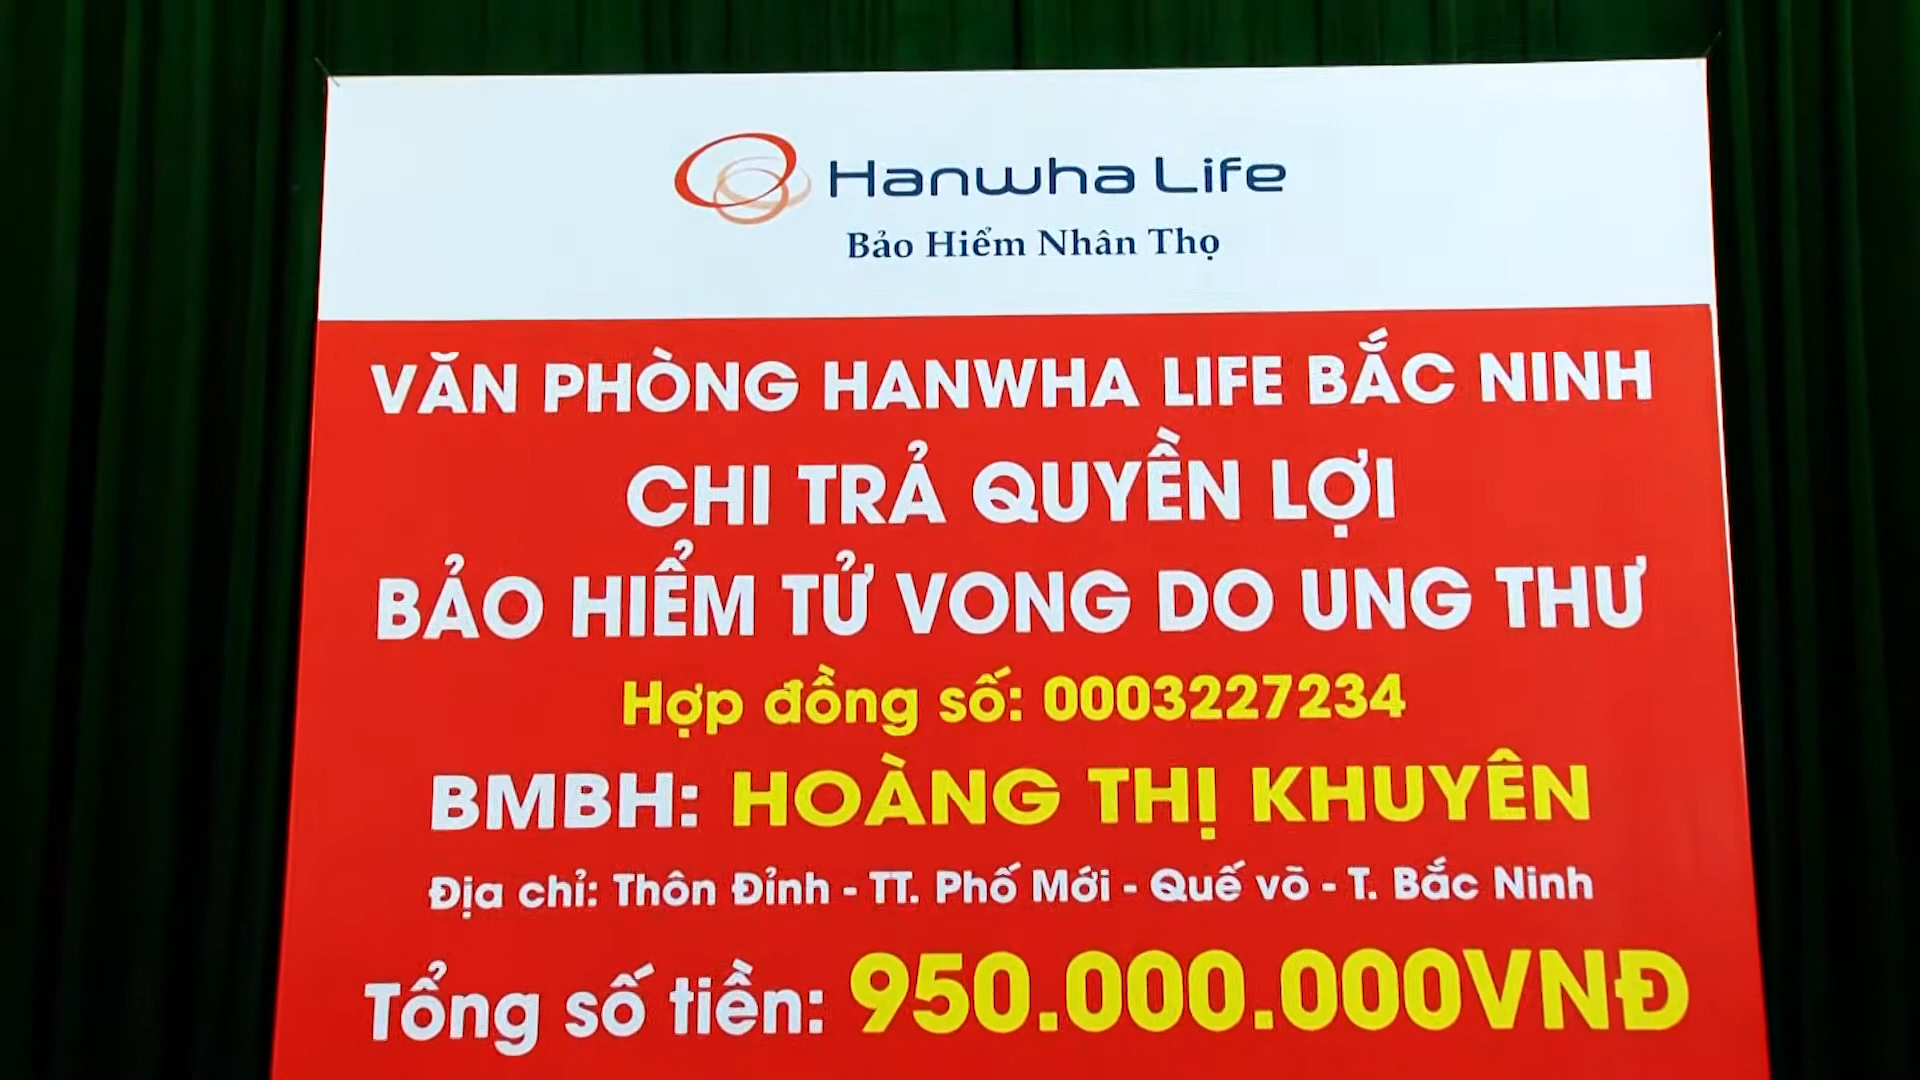 Hanwha Life
Bảo Hiểm Nhân Thọ
VĂN PHÒNG HANWHA LIFE BẮC NINH
CHI TRẢ QUYỀN LỢI
BẢO HIỂM TỬ VONG DO UNG THƯ
Hợp đồng số: 0003227234
BMBH: HOÀNG THỊ KHUYÊN
Địa chỉ: Thôn Đỉnh - TT. Phố Mới - Quế võ - T. Bắc Ninh
Tổng số tiền: 950.000.000VNĐ